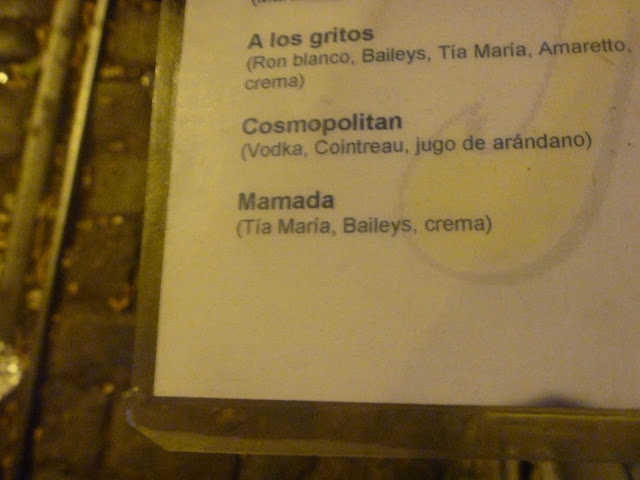 A los gritos
(Ron blanco, Baileys, Tía María, Amaretto,
crema)
Cosmopolitan
(Vodka, Cointreau, jugo de arándano)
Mamada
(Tía María, Baileys, crema)